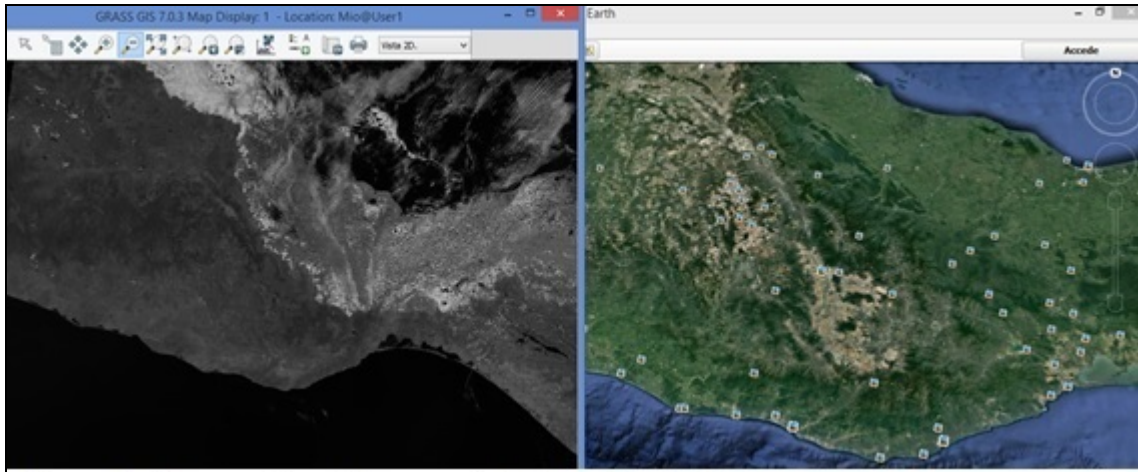 GRASS GIS 7.0.3 Map Display: 1 - Location: Mio@User1
Earth
Vista 2D.
Accede
N